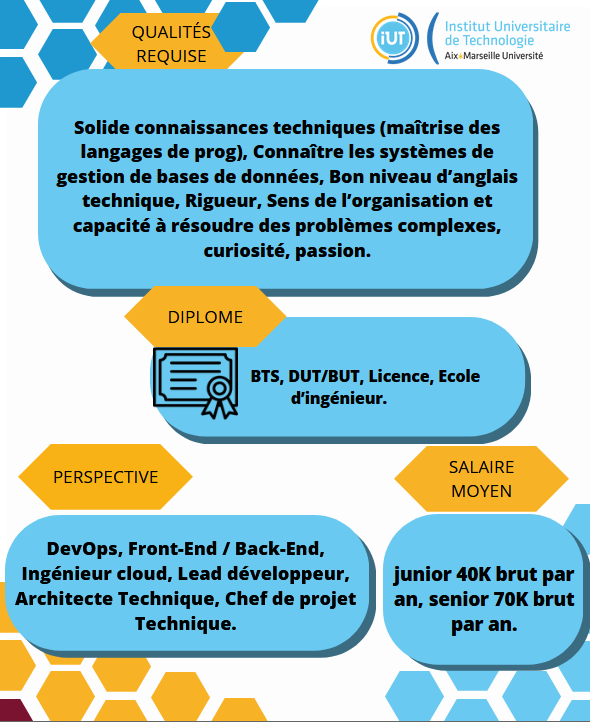 QUALITÉS
REQUISE
iUT
Institut Universitaire
de Technologie
Aix✶Marseille Université
Solide connaissances techniques (maîtrise des
langages de prog), Connaître les systèmes de
gestion de bases de données, Bon niveau d’anglais
technique, Rigueur, Sens de l’organisation et
capacité à résoudre des problèmes complexes,
curiosité, passion.
DIPLOME
BTS, DUT/BUT, Licence, Ecole
d’ingénieur.
PERSPECTIVE
DevOps, Front-End / Back-End,
Ingénieur cloud, Lead développeur,
Architecte Technique, Chef de projet
Technique.
SALAIRE
MOYEN
junior 40K brut par
an, senior 70K brut
par an.